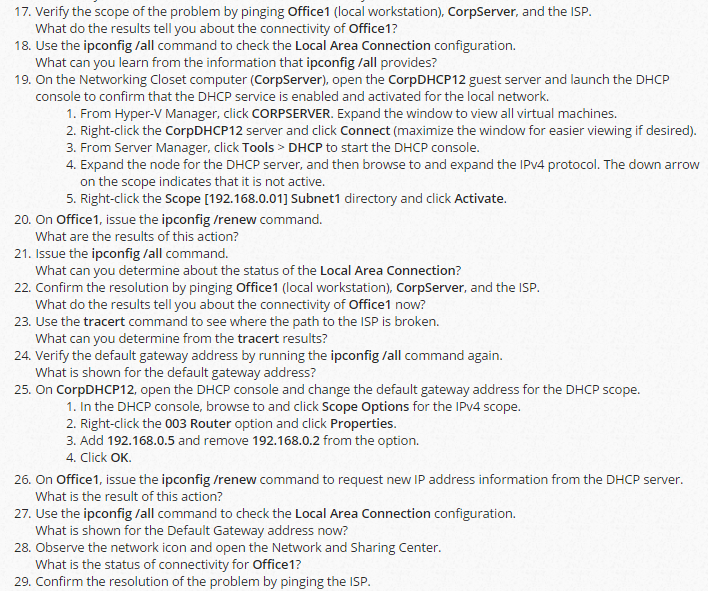 17. Verify the scope of the problem by pinging Office1 (local workstation), CorpServer, and the ISP.
What do the results tell you about the connectivity of Office1?
18. Use the ipconfig /all command to check the Local Area Connection configuration.
What can you learn from the information that ipconfig /all provides?
19. On the Networking Closet computer (CorpServer), open the CorpDHCP12 guest server and launch the DHCP
console to confirm that the DHCP service is enabled and activated for the local network.
1. From Hyper-V Manager, click CORPSERVER. Expand the window to view all virtual machines.
2. Right-click the CorpDHCP12 server and click Connect (maximize the window for easier viewing if desired).
3. From Server Manager, click Tools > DHCP to start the DHCP console.
4. Expand the node for the DHCP server, and then browse to and expand the IPv4 protocol. The down arrow
on the scope indicates that it is not active.
5. Right-click the Scope [192.168.0.01] Subnet1 directory and click Activate.
20. On Office1, issue the ipconfig /renew command.
What are the results of this action?
21. Issue the ipconfig /all command.
What can you determine about the status of the Local Area Connection?
22. Confirm the resolution by pinging Office1 (local workstation), CorpServer, and the ISP.
What do the results tell you about the connectivity of Office1 now?
23. Use the tracert command to see where the path to the ISP is broken.
What can you determine from the tracert results?
24. Verify the default gateway address by running the ipconfig /all command again.
What is shown for the default gateway address?
25. On CorpDHCP12, open the DHCP console and change the default gateway address for the DHCP scope.
1. In the DHCP console, browse to and click Scope Options for the IPv4 scope.
2. Right-click the 003 Router option and click Properties.
3. Add 192.168.0.5 and remove 192.168.0.2 from the option.
4. Click OK.
26. On Office1, issue the ipconfig /renew command to request new IP address information from the DHCP server.
What is the result of this action?
27. Use the ipconfig /all command to check the Local Area Connection configuration.
What is shown for the Default Gateway address now?
28. Observe the network icon and open the Network and Sharing Center.
What is the status of connectivity for Office1?
29. Confirm the resolution of the problem by pinging the ISP.